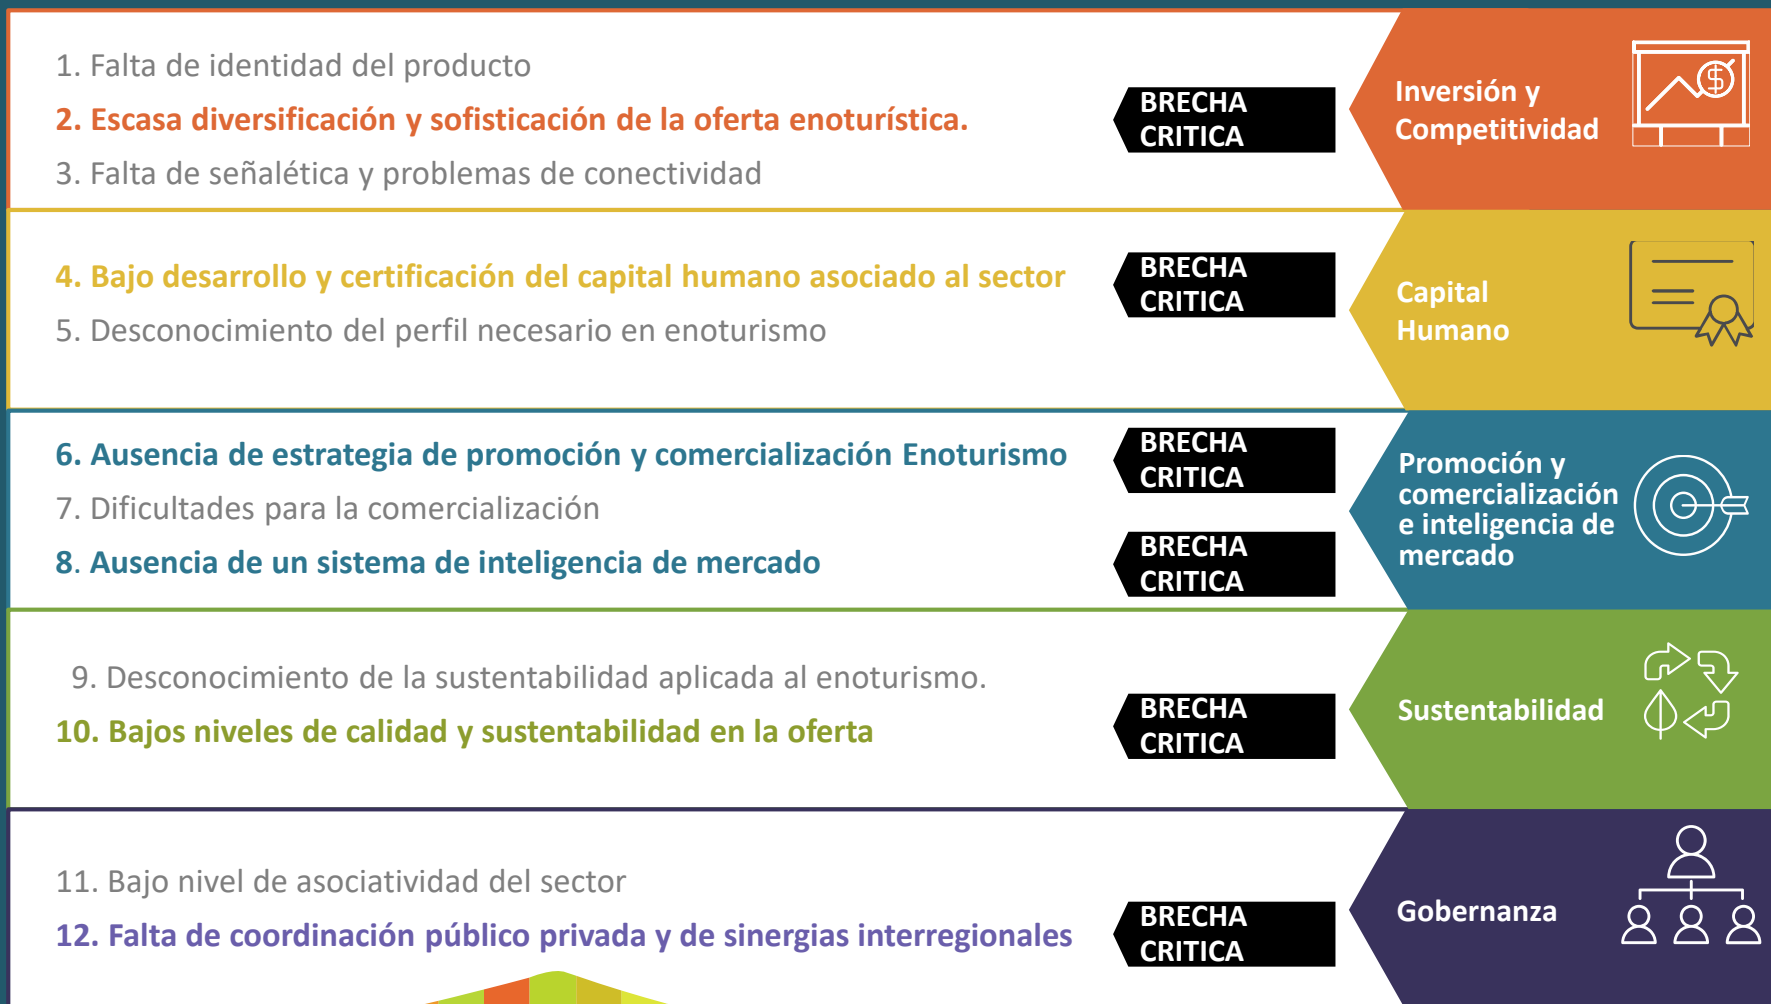 1. Falta de identidad del producto
2. Escasa diversificación y sofisticación de la oferta enoturística.
3. Falta de señalética y problemas de conectividad
BRECHA
CRITICA
Inversión y
Competitividad
4. Bajo desarrollo y certificación del capital humano asociado al sector
5. Desconocimiento del perfil necesario en enoturismo
BRECHA
CRITICA
Capital
Humano
6. Ausencia de estrategia de promoción y comercialización Enoturismo
7. Dificultades para la comercialización
8. Ausencia de un sistema de inteligencia de mercado
BRECHA
CRITICA
BRECHA
CRITICA
Promoción y
comercialización
e inteligencia de
mercado
9. Desconocimiento de la sustentabilidad aplicada al enoturismo.
10. Bajos niveles de calidad y sustentabilidad en la oferta
BRECHA
CRITICA
Sustentabilidad
11. Bajo nivel de asociatividad del sector
12. Falta de coordinación público privada y de sinergias interregionales
BRECHA
CRITICA
Gobernanza